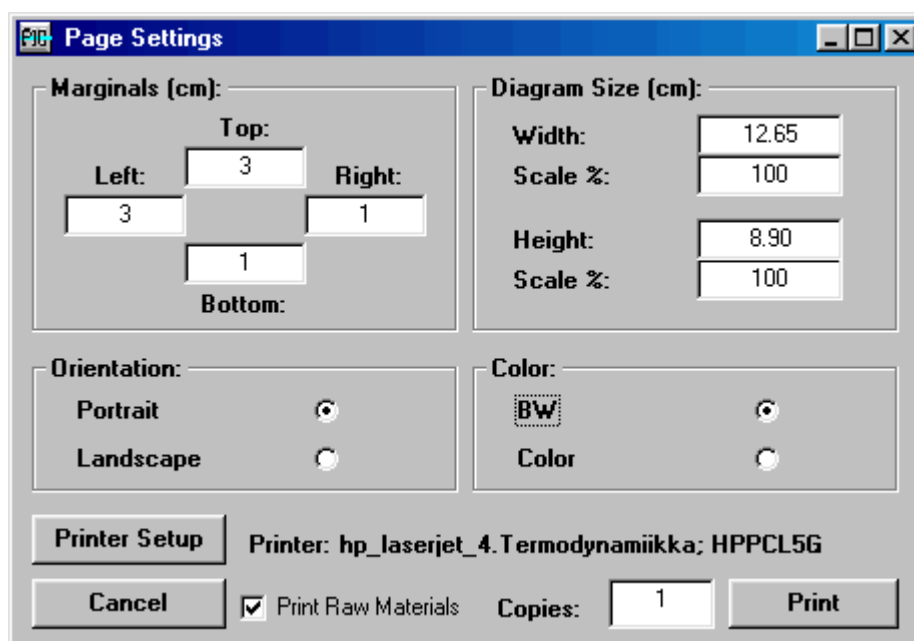 Page Settings
Marginals (cm):
Top:
3
Left:
3
Right:
1
1
Bottom:
Diagram Size (cm):
Width: 12.65
Scale %: 100
Height: 8.90
Scale %: 100
Orientation:
Portrait
Landscape
Color:
BW
Color
Printer Setup
Printer: hp_laserjet_4.Termodynamiikka; HPPCL5G
Cancel
Print Raw Materials
Copies: 1
Print